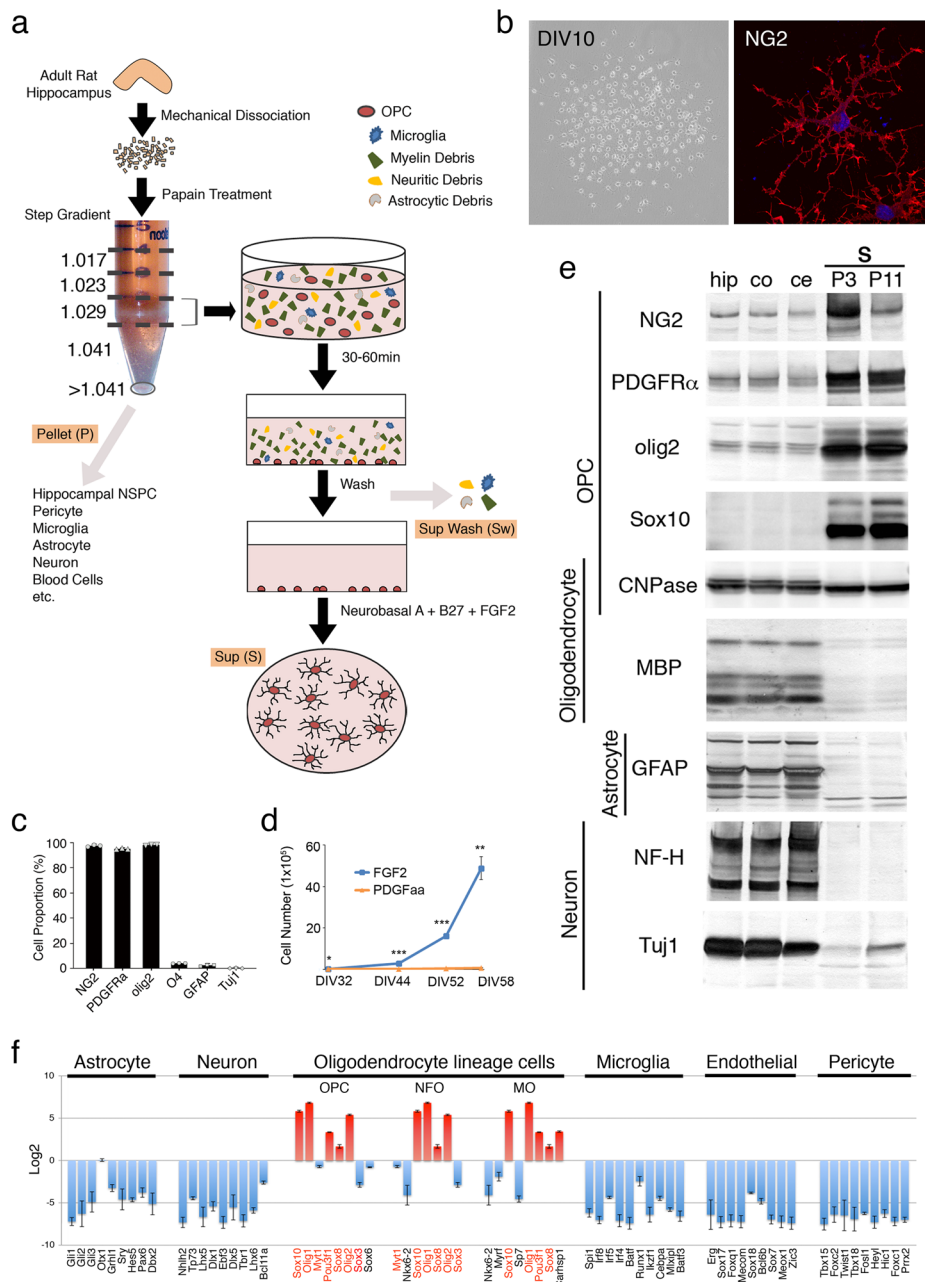 a
Adult Rat
Hippocampus
Mechanical Dissociation
Papain Treatment
Step Gradient
1.017
1.023
1.029
1.041
>1.041
Pellet (P)
Hippocampal NSPC
Pericyte
Microglia
Astrocyte
Neuron
Blood Cells
etc.
OPC
Microglia
Myelin Debris
Neuritic Debris
Astrocytic Debris
30-60min
Wash
Sup Wash (Sw)
Neurobasal A + B27 + FGF2
Sup (S)
b
DIV10
NG2
c
Cell Proportion (%)
100
80
60
40
20
0
NG2
PDGFRa
olig2
O4
GFAP
Tuj1
d
Cell Number (1x10⁵)
60
40
20
0
FGF2
PDGFaa
*
***
***
**
DIV32
DIV44
DIV52
DIV58
e
S
hip
co
ce
P3
P11
OPC
NG2
PDGFRα
olig2
Sox10
CNPase
Oligodendrocyte
MBP
Astrocyte
GFAP
Neuron
NF-H
Tuj1
f
Astrocyte
Neuron
Oligodendrocyte lineage cells
Microglia
Endothelial
Pericyte
OPC
NFO
MO
Log2
10
5
0
-5
-10
Gli1
Gli2
Gli3
Otx1
Grhl1
Sry
Hes5
Pax6
Dbx2
Nhlh2
Tp73
Lhx5
Dlx1
Ebf3
Dlx5
Tbr1
Lhx6
Bcl11a
Sox10
Olig1
Myt1
Pou3f1
Sox8
Olig2
Sox3
Sox6
Myt1
Nkx6-2
Sox10
Olig1
Sox8
Olig2
Sox3
Nkx6-2
Myrf
Sox10
Sp7
Olig1
Pou3f1
Sox8
amsp1
Spi1
Irf8
Irf5
Irf4
Batf
Runx1
Ikzf1
Cebpa
Mlxipl
Batf3
Erg
Sox17
Foxq1
Meoxm
Sox18
Bcl6b
Sox7
Meox1
Zic3
Tbx15
Foxc2
Twist1
Tbx18
Fosl1
Heyl
Hic1
Foxc1
Prrx2